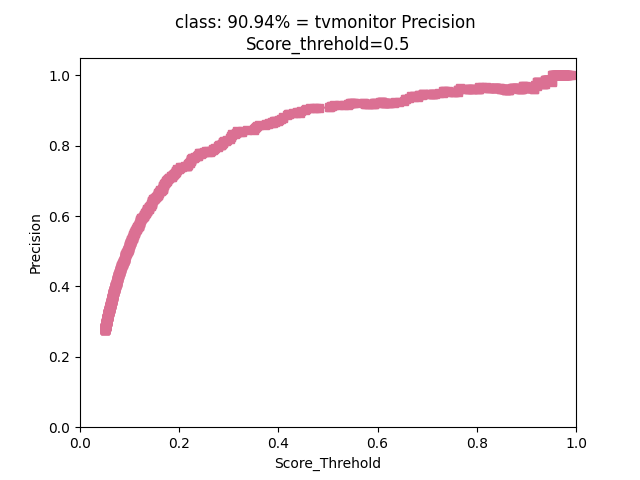 class: 90.94% = tvmonitor Precision
Score_threhold=0.5
1.0
0.8
0.6
0.4
0.2
0.0
Precision
0.0 0.2 0.4 0.6 0.8 1.0
Score_Threhold